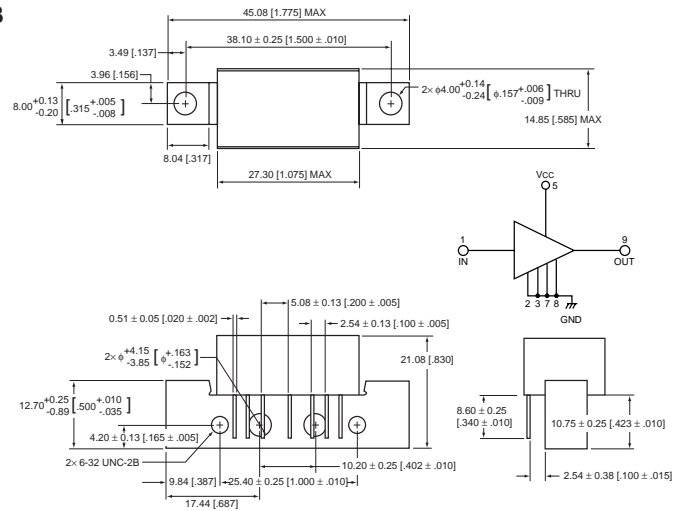 B
45.08 [1.775] MAX
38.10 ± 0.25 [1.500 ± .010]
3.49 [.137]
3.96 [.156]
8.00 +0.13 -0.20 [.315 +.005 -.008]
2× ϕ4.00 +0.14 -0.24 [ϕ.157 +.006 -.009] THRU
14.85 [.585] MAX
8.04 [.317]
27.30 [1.075] MAX
VCC
5
1
IN
9
OUT
2 3 7 8
GND
5.08 ± 0.13 [.200 ± .005]
0.51 ± 0.05 [.020 ± .002]
2.54 ± 0.13 [.100 ± .005]
2× ϕ +4.15 -3.85 [ϕ +.163 -.152]
21.08 [.830]
12.70 +0.25 -0.89 [.500 +.010 -.035]
4.20 ± 0.13 [.165 ± .005]
2× 6-32 UNC-2B
10.20 ± 0.25 [.402 ± .010]
9.84 [.387]
25.40 ± 0.25 [1.000 ± .010]
17.44 [.687]
8.60 ± 0.25
[.340 ± .010]
10.75 ± 0.25 [.423 ± .010]
2.54 ± 0.38 [.100 ± .015]